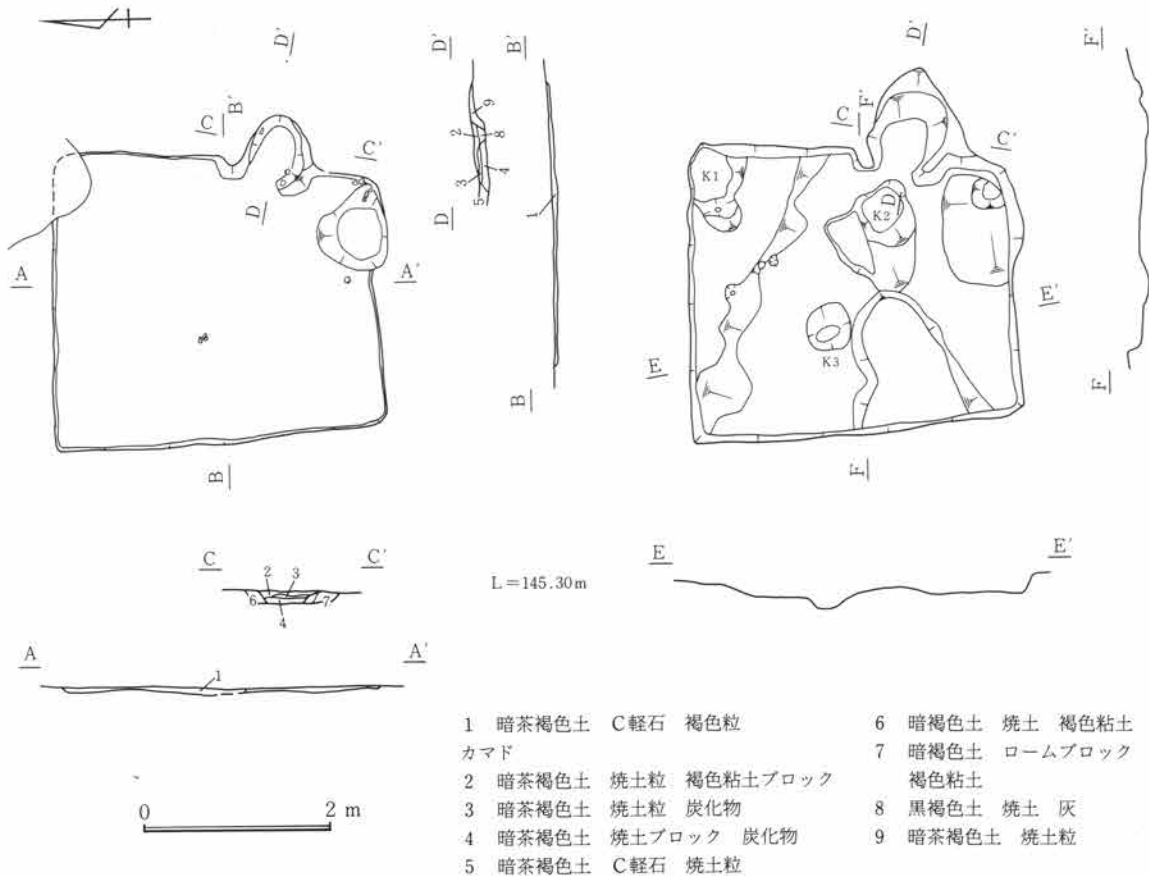 D'
C
B'
C'
D
A
A'
B
D'
B'
9
2
8
3
4
5
D
1
B
D'
F'
C
F'
C'
K1
K2
D
E'
K3
E
F
F'
F
C
C'
2
3
6
7
4
L=145.30m
E
E'
A
A'
1
0
2 m
1 暗茶褐色土 C軽石 褐色粒
カマド
2 暗茶褐色土 焼土粒 褐色粘土ブロック
3 暗茶褐色土 焼土粒 炭化物
4 暗茶褐色土 焼土ブロック 炭化物
5 暗茶褐色土 C軽石 焼土粒
6 暗褐色土 焼土 褐色粘土
7 暗褐色土 ロームブロック
褐色粘土
8 黒褐色土 焼土 灰
9 暗茶褐色土 焼土粒